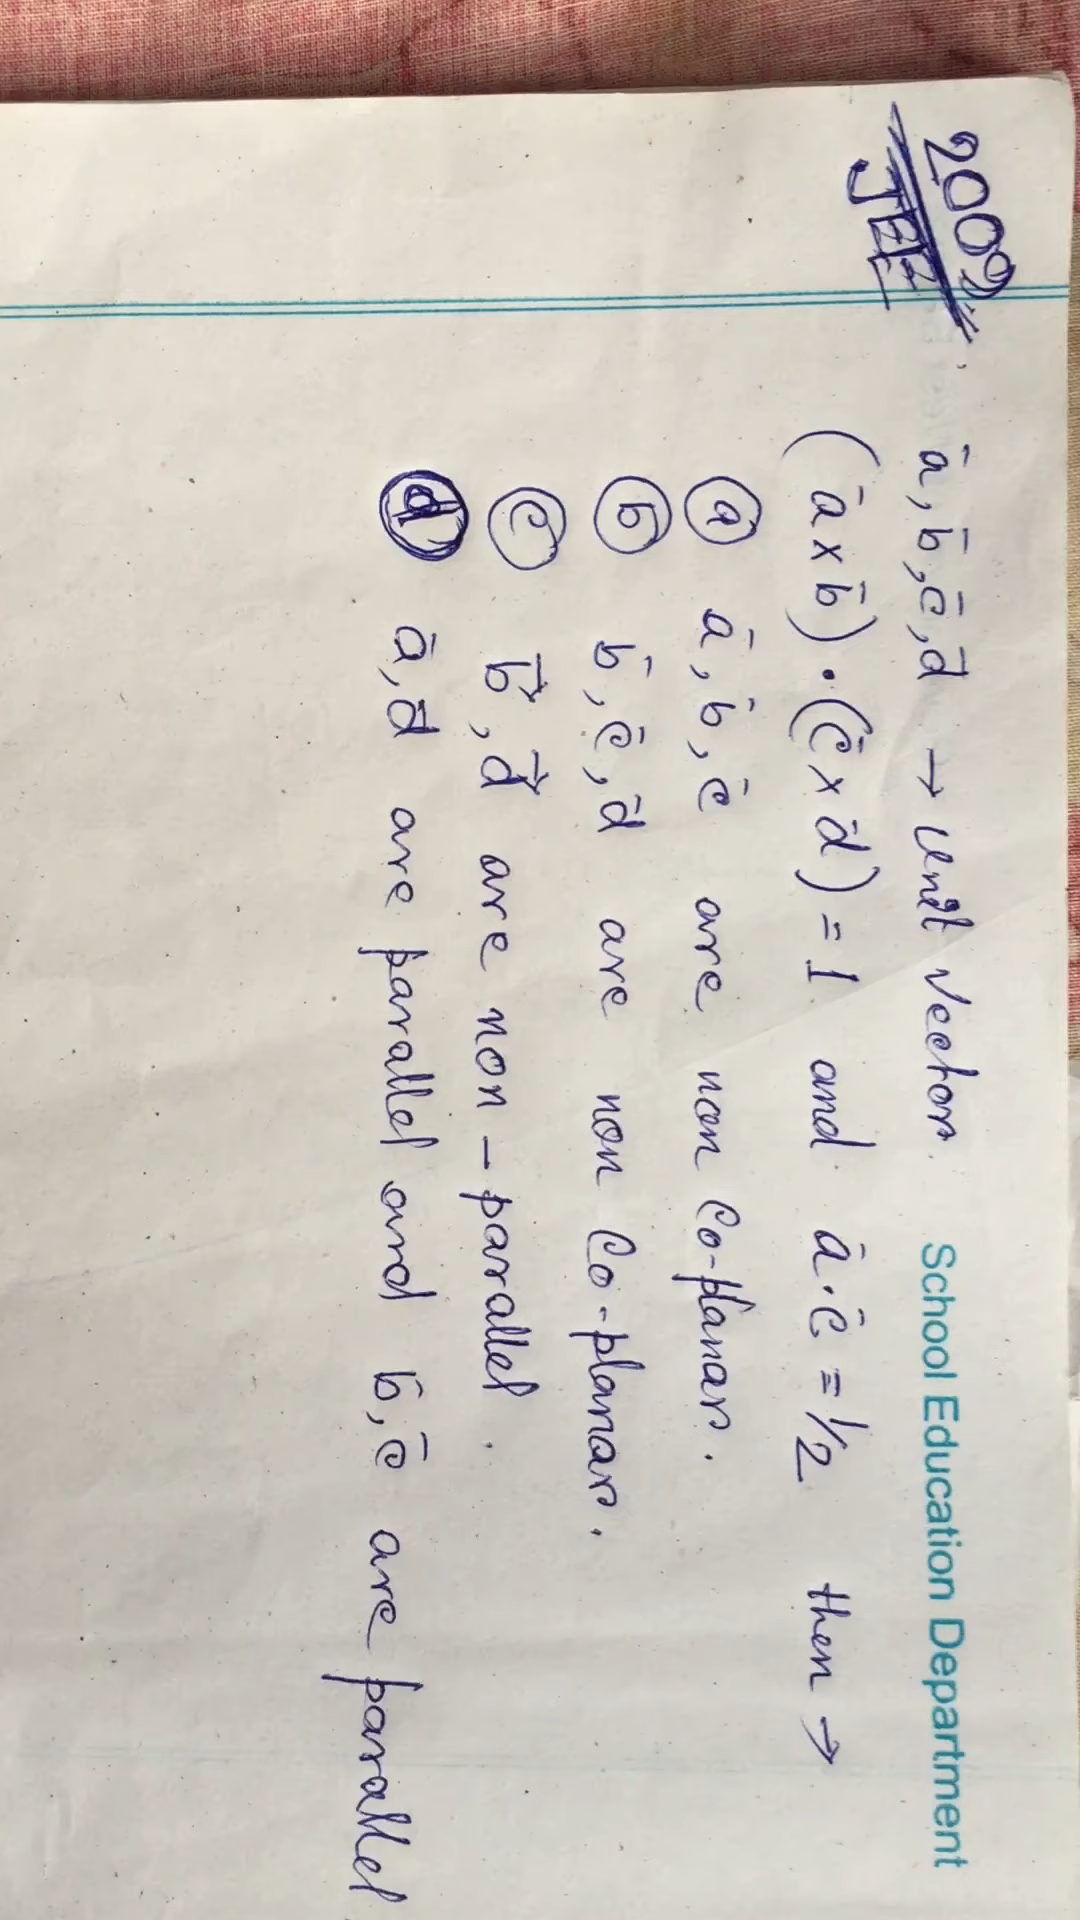 2009
JEE
School Education Department
ā, b̄, c̄, d̄ → Unit Vector.
(ā × b̄) · (c̄ × d̄) = 1 and ā · c̄ = 1/2 then →
ⓐ ā, b̄, c̄ are non Co-planar.
ⓑ b̄, c̄, d̄ are non Co-planar.
ⓒ b⃗, d⃗ are non-parallel.
ⓓ ā, d̄ are parallel and b̄, c̄ are parallel